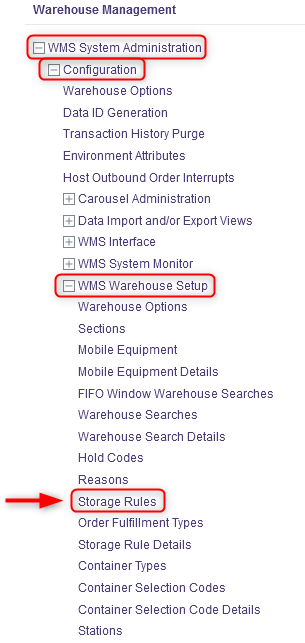 Warehouse Management
WMS System Administration
Configuration
Warehouse Options
Data ID Generation
Transaction History Purge
Environment Attributes
Host Outbound Order Interrupts
Carousel Administration
Data Import and/or Export Views
WMS Interface
WMS System Monitor
WMS Warehouse Setup
Warehouse Options
Sections
Mobile Equipment
Mobile Equipment Details
FIFO Window Warehouse Searches
Warehouse Searches
Warehouse Search Details
Hold Codes
Reasons
Storage Rules
Order Fulfillment Types
Storage Rule Details
Container Types
Container Selection Codes
Container Selection Code Details
Stations